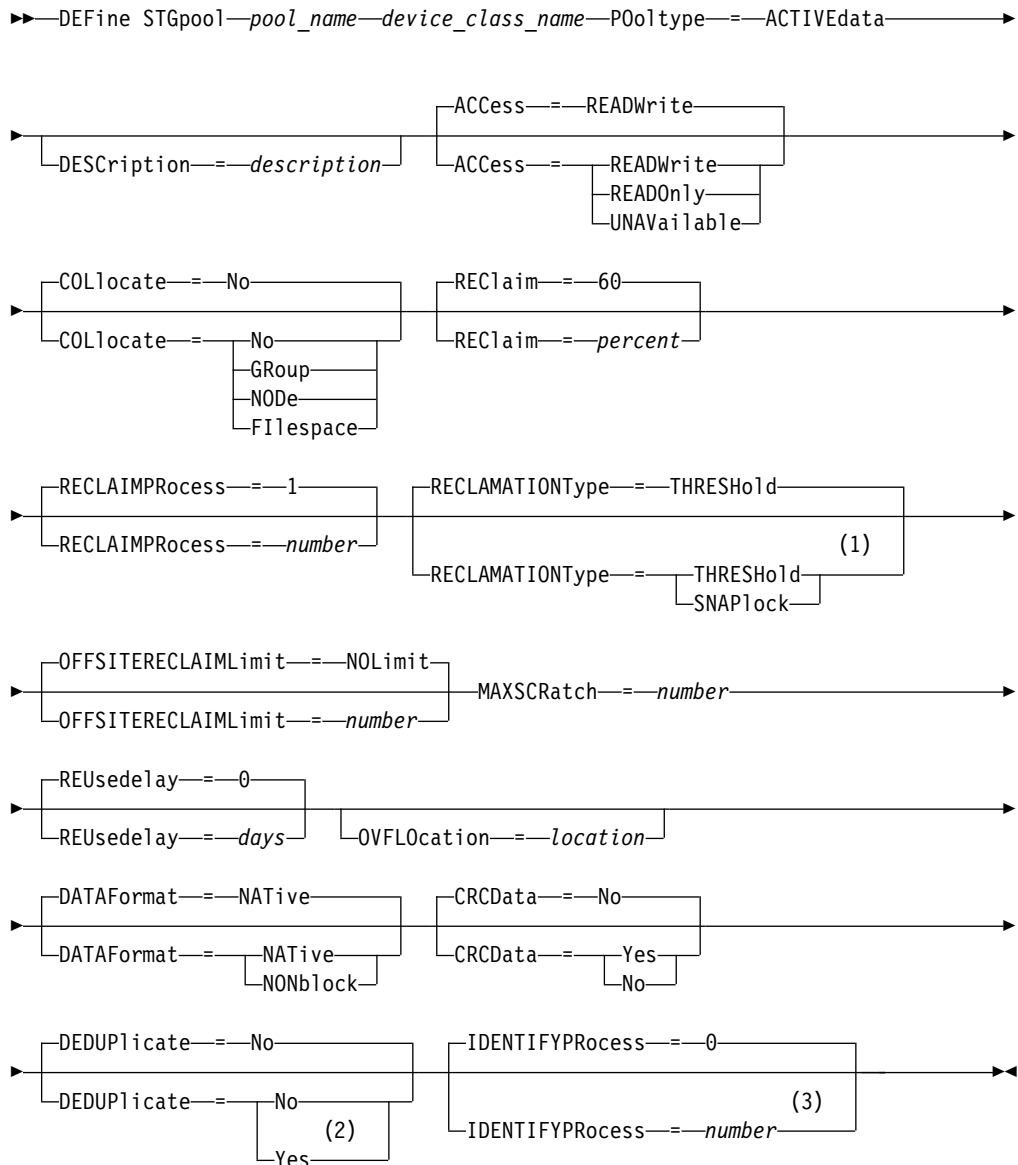 DEFine STGpool pool_name device_class_name POoltype = ACTIVEdata
ACCess = READWrite
DESCription = description
ACCess = READWrite
READOnly
UNAVailable
COLlocate = No
REClaim = 60
COLlocate = No
REClaim = percent
GRoup
NODe
FIlespace
RECLAIMPRocess = 1
RECLAMATIONType = THRESHold
RECLAIMPRocess = number
(1)
RECLAMATIONType = THRESHold
SNAPlock
OFFSITERECLAIMLimit = NOLimit
MAXSCRatch = number
OFFSITERECLAIMLimit = number
REUsedelay = 0
REUsedelay = days
OVFLOcation = location
DATAFormat = NATive
CRCData = No
DATAFormat = NATive
CRCData = Yes
NONblock
No
DEDUPlicate = No
IDENTIFYPRocess = 0
DEDUPlicate = No
(3)
(2)
IDENTIFYPRocess = number
Yes